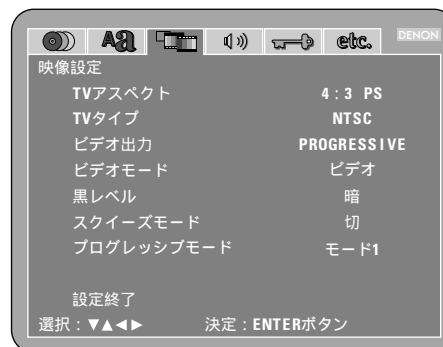 Aa etc. DENON
映像設定
TVアスペクト 4:3 PS
TVタイプ NTSC
ビデオ出力 PROGRESSIVE
ビデオモード ビデオ
黒レベル 暗
スクイーズモード 切
プログレッシブモード モード1
設定終了
選択:▼▲◀▶ 決定:ENTERボタン